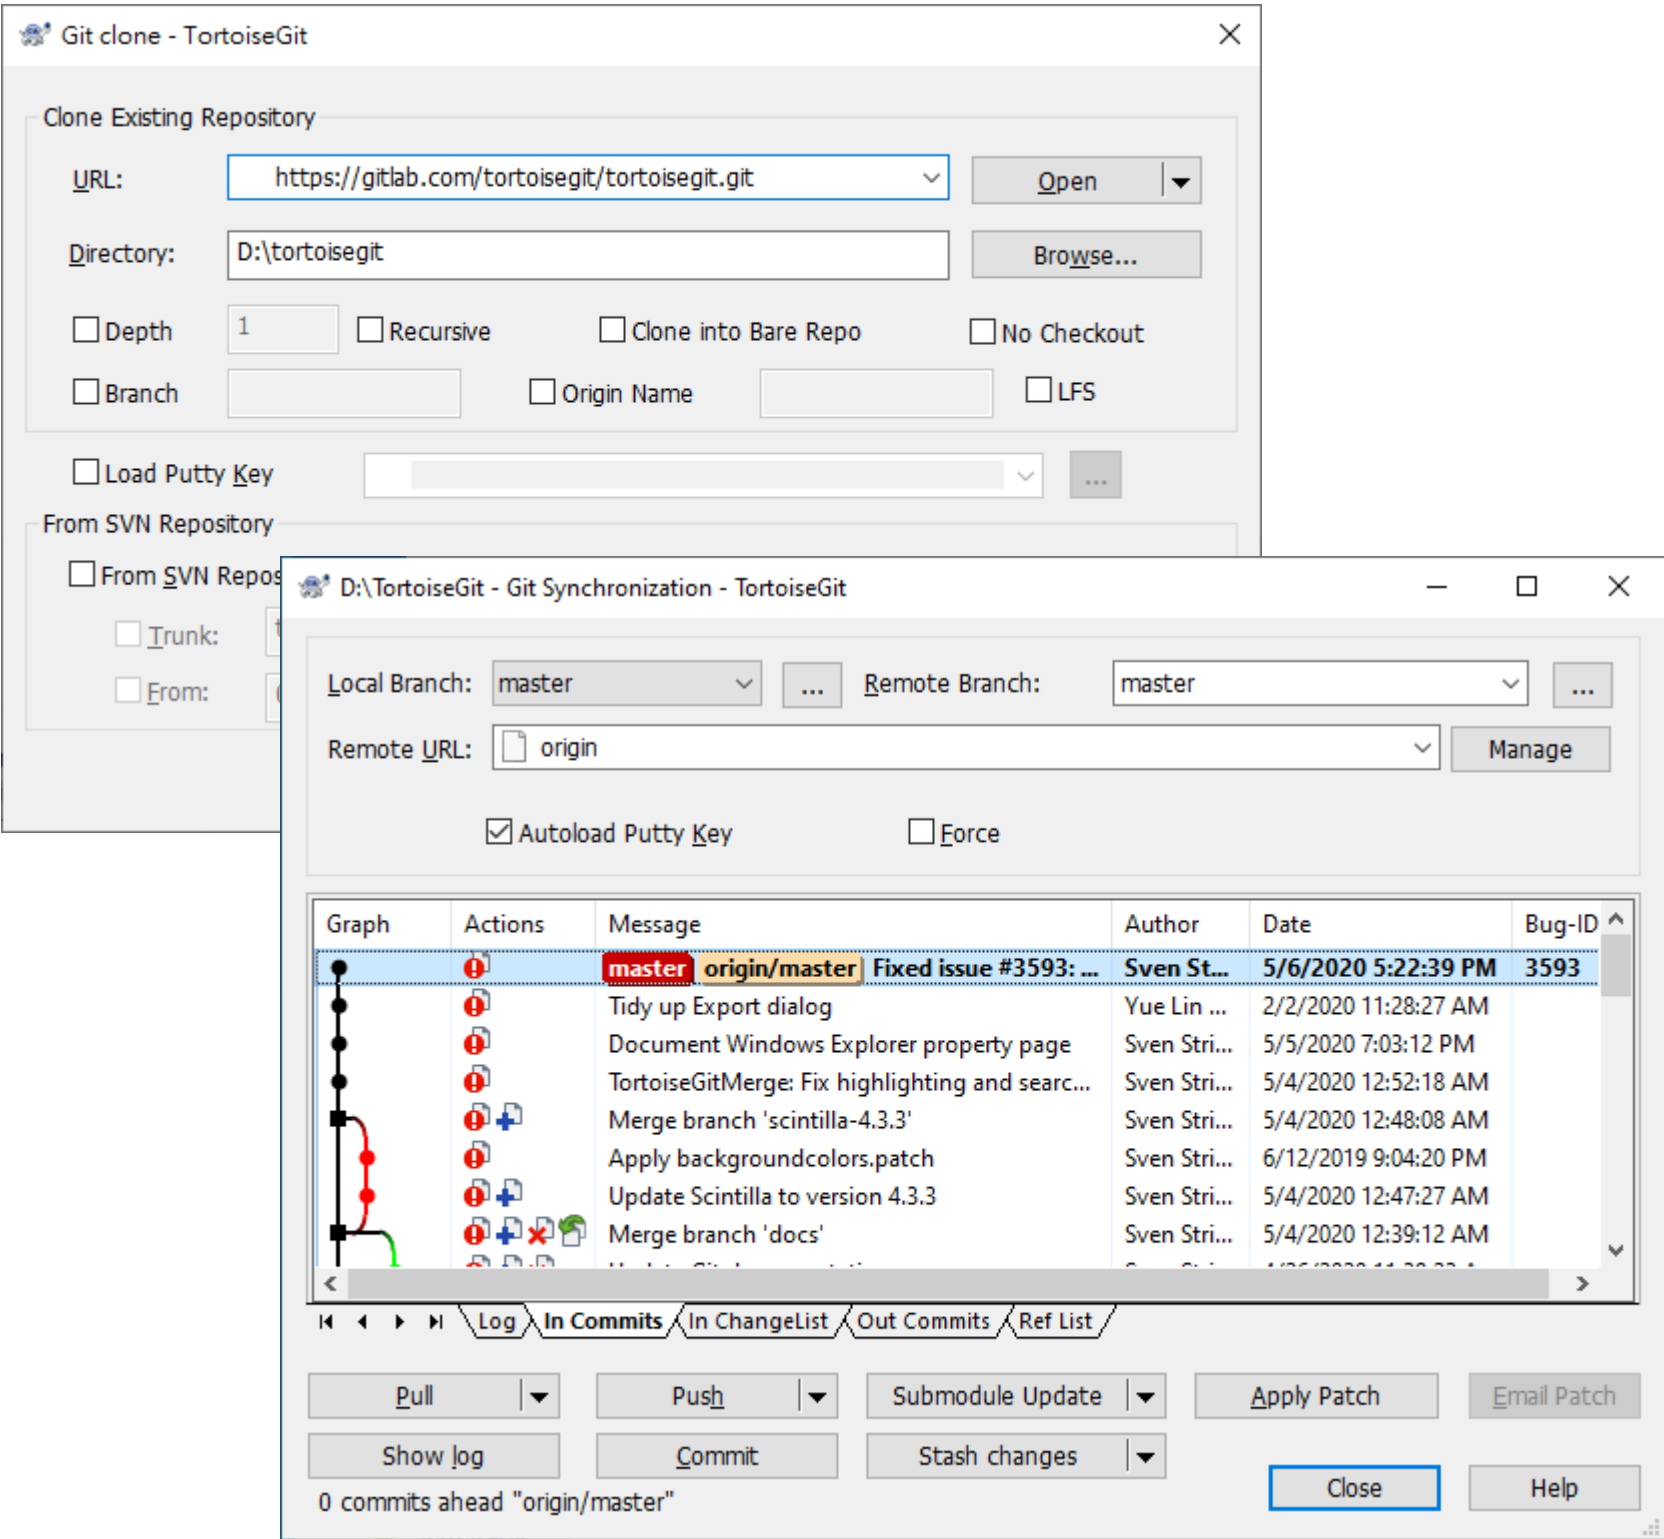 Git clone - TortoiseGit
Clone Existing Repository
URL: https://gitlab.com/tortoisegit/tortoisegit.git Open
Directory: D:\tortoisegit Browse...
Depth 1 Recursive Clone into Bare Repo No Checkout
Branch Origin Name LFS
Load Putty Key ...
From SVN Repository
From SVN
Trunk:
From:
D:\TortoiseGit - Git Synchronization - TortoiseGit
Local Branch: master ... Remote Branch: master ...
Remote URL: origin Manage
Autoload Putty Key Force
Graph Actions Message Author Date Bug-ID
master origin/master Fixed issue #3593: ... Sven St... 5/6/2020 5:22:39 PM 3593
Tidy up Export dialog Yue Lin ... 2/2/2020 11:28:27 AM
Document Windows Explorer property page Sven Stri... 5/5/2020 7:03:12 PM
TortoiseGitMerge: Fix highlighting and searc... Sven Stri... 5/4/2020 12:52:18 AM
Merge branch 'scintilla-4.3.3' Sven Stri... 5/4/2020 12:48:08 AM
Apply backgroundcolors.patch Sven Stri... 6/12/2019 9:04:20 PM
Update Scintilla to version 4.3.3 Sven Stri... 5/4/2020 12:47:27 AM
Merge branch 'docs' Sven Stri... 5/4/2020 12:39:12 AM
Log In Commits In ChangeList Out Commits Ref List
Pull Push Submodule Update Apply Patch Email Patch
Show log Commit Stash changes
Close Help
0 commits ahead "origin/master"